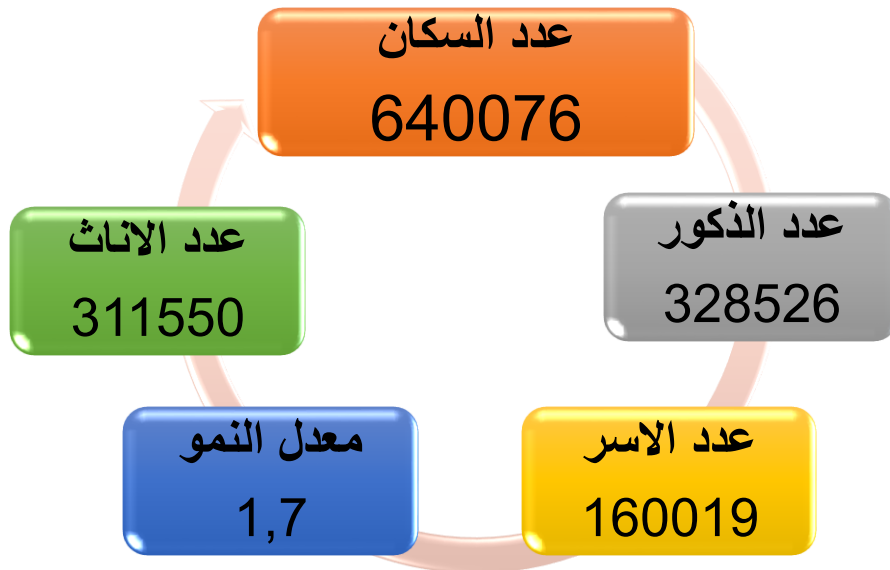 عدد السكان
640076
عدد الذكور
328526
عدد الاسر
160019
معدل النمو
1,7
عدد الاناث
311550